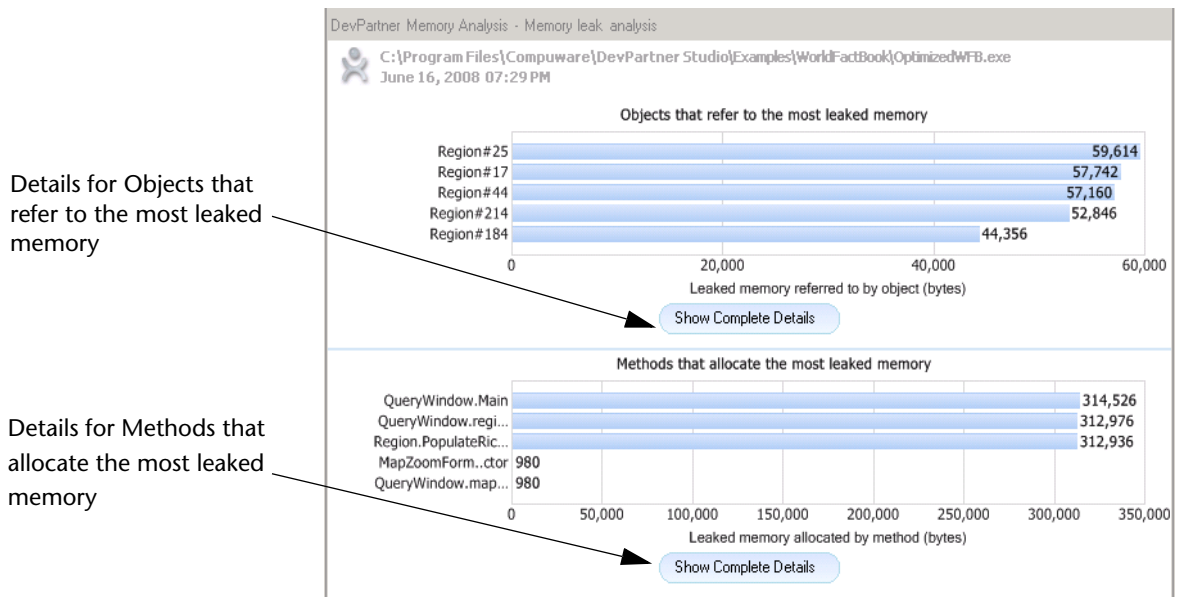 DevPartner Memory Analysis - Memory leak analysis
C:\Program Files\Compuware\DevPartner Studio\Examples\WorldFactBook\OptimizedWFB.exe
June 16, 2008 07:29 PM
Objects that refer to the most leaked memory
Region#25 59,614
Region#17 57,742
Region#44 57,160
Region#214 52,846
Region#184 44,356
0 20,000 40,000 60,000
Leaked memory referred to by object (bytes)
Show Complete Details
Details for Objects that
refer to the most leaked
memory
Methods that allocate the most leaked memory
QueryWindow.Main 314,526
QueryWindow.regi... 312,976
Region.PopulateRic... 312,936
MapZoomForm..ctor 980
QueryWindow.map... 980
0 50,000 100,000 150,000 200,000 250,000 300,000 350,000
Leaked memory allocated by method (bytes)
Show Complete Details
Details for Methods that
allocate the most leaked
memory